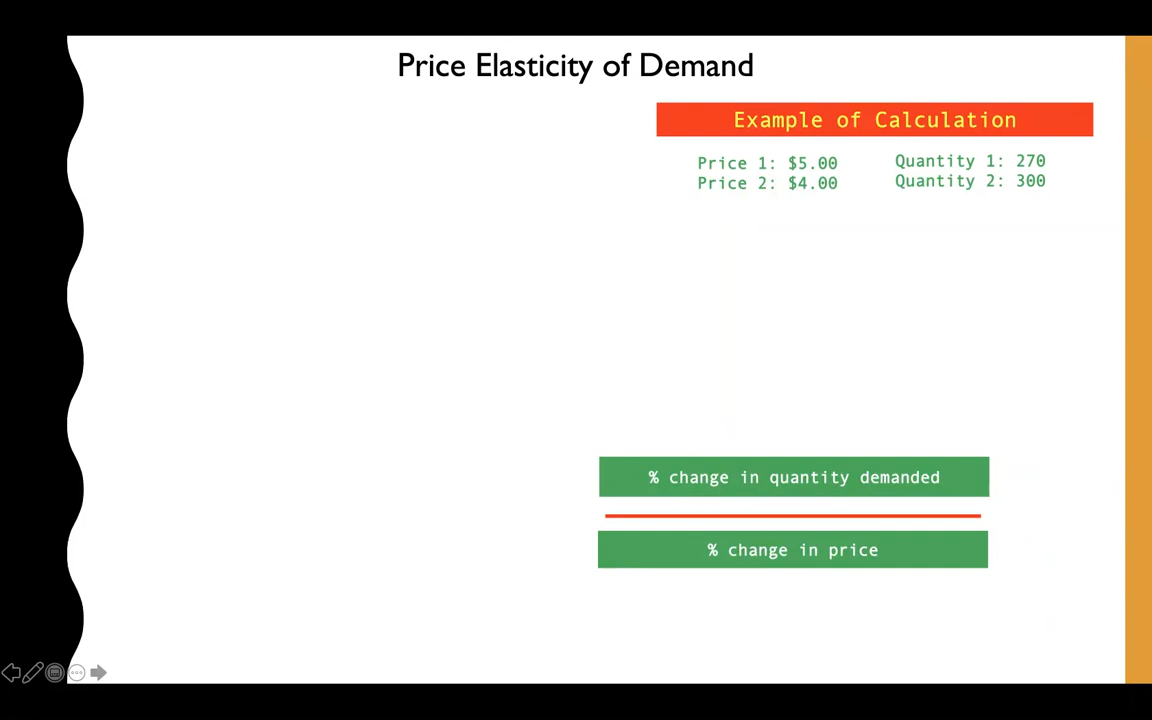 Price Elasticity of Demand
Example of Calculation
Price 1: $5.00
Price 2: $4.00
Quantity 1: 270
Quantity 2: 300
% change in quantity demanded
% change in price